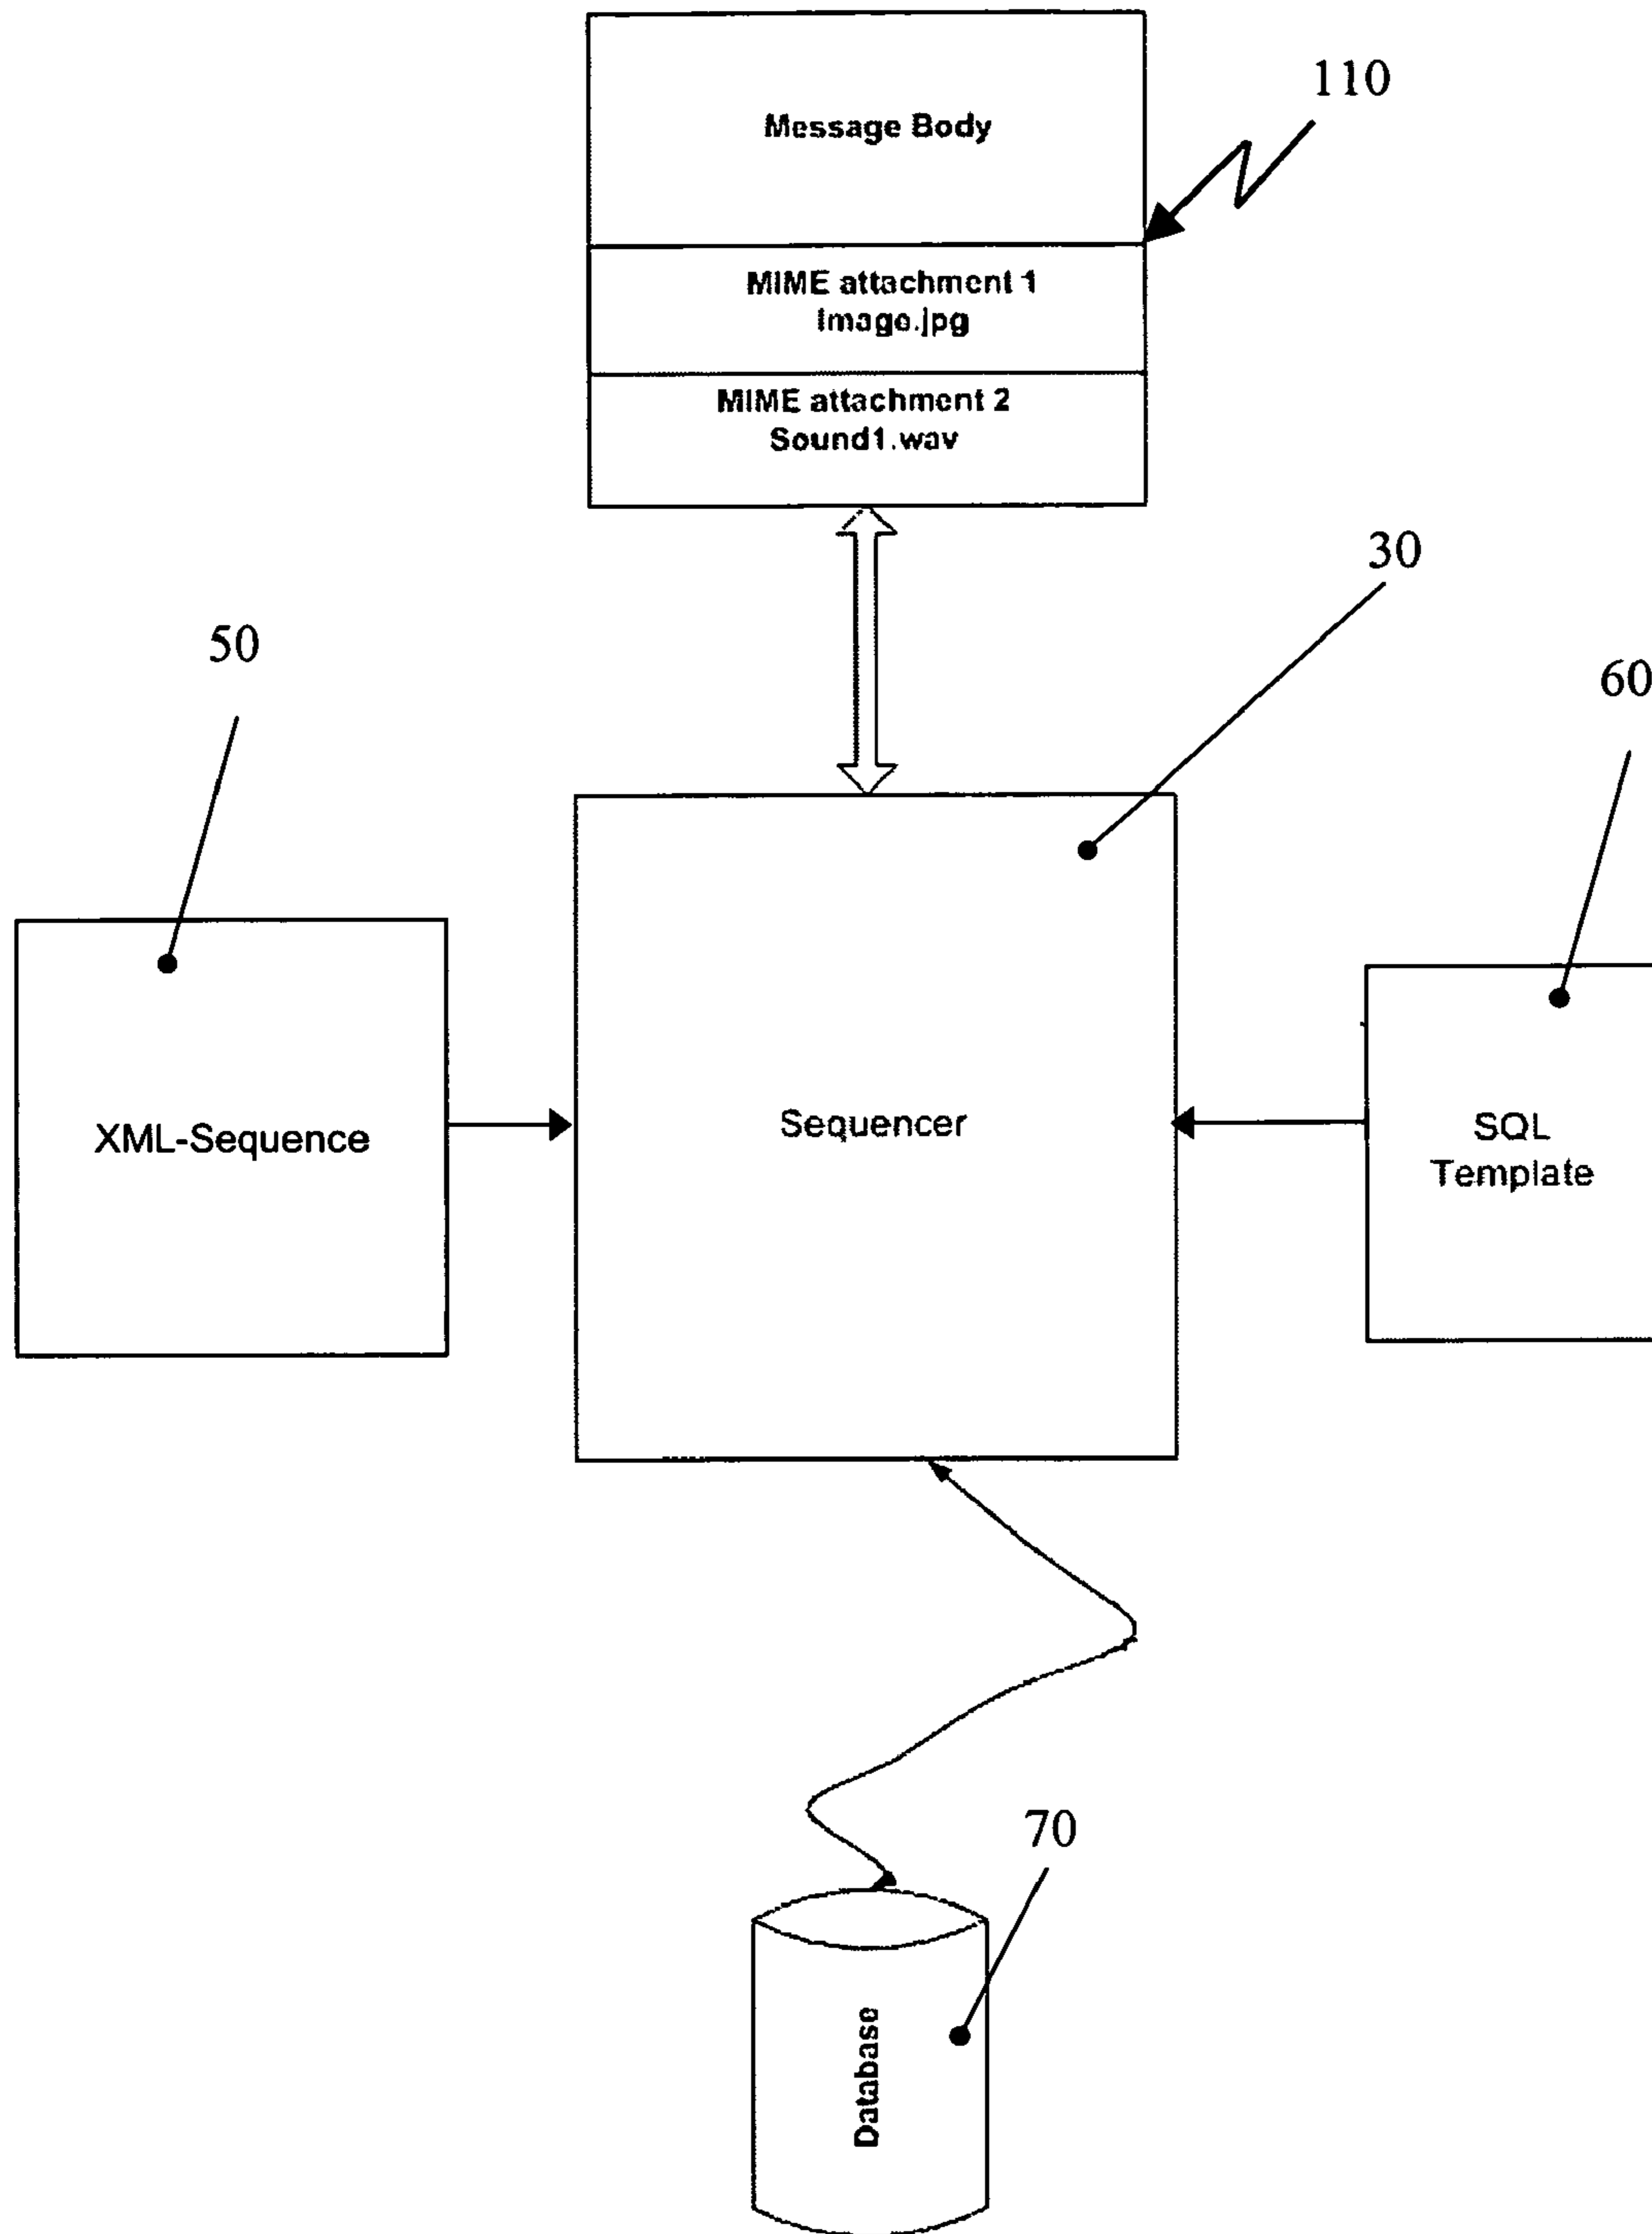 Message Body
110
MIME attachment 1
Image.jpg
MIME attachment 2
Sound1.wav
30
50
60
XML-Sequence
Sequencer
SQL
Template
70
Database